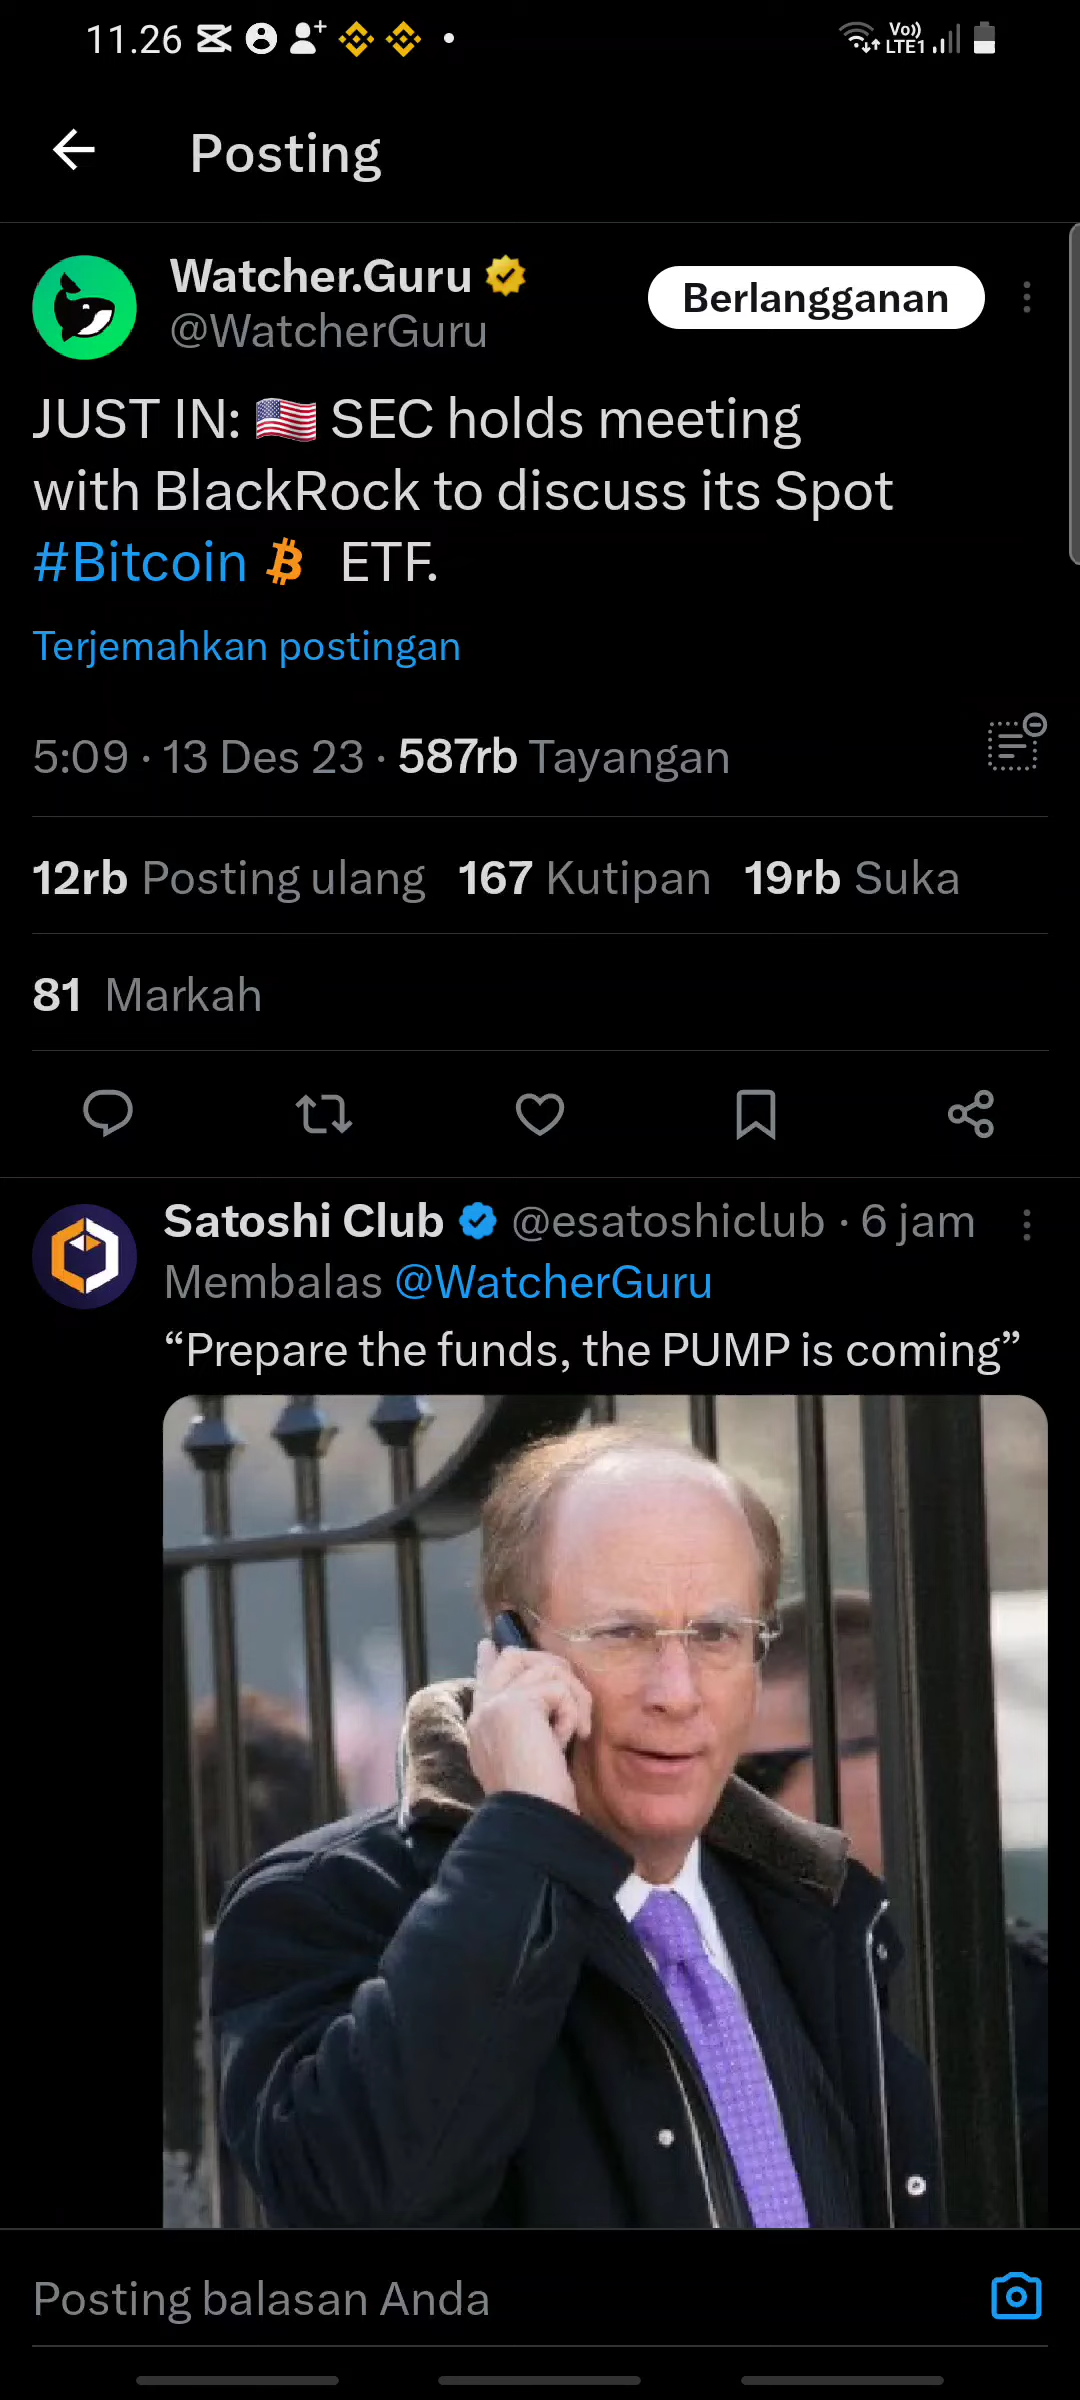 11.26
Vo)) LTE1
Posting
Watcher.Guru
Berlangganan
@WatcherGuru
JUST IN: 🇺🇸 SEC holds meeting
with BlackRock to discuss its Spot
#Bitcoin ETF.
Terjemahkan postingan
5:09 · 13 Des 23 · 587rb Tayangan
12rb Posting ulang 167 Kutipan 19rb Suka
81 Markah
Satoshi Club @esatoshiclub · 6 jam
Membalas @WatcherGuru
“Prepare the funds, the PUMP is coming”
Posting balasan Anda